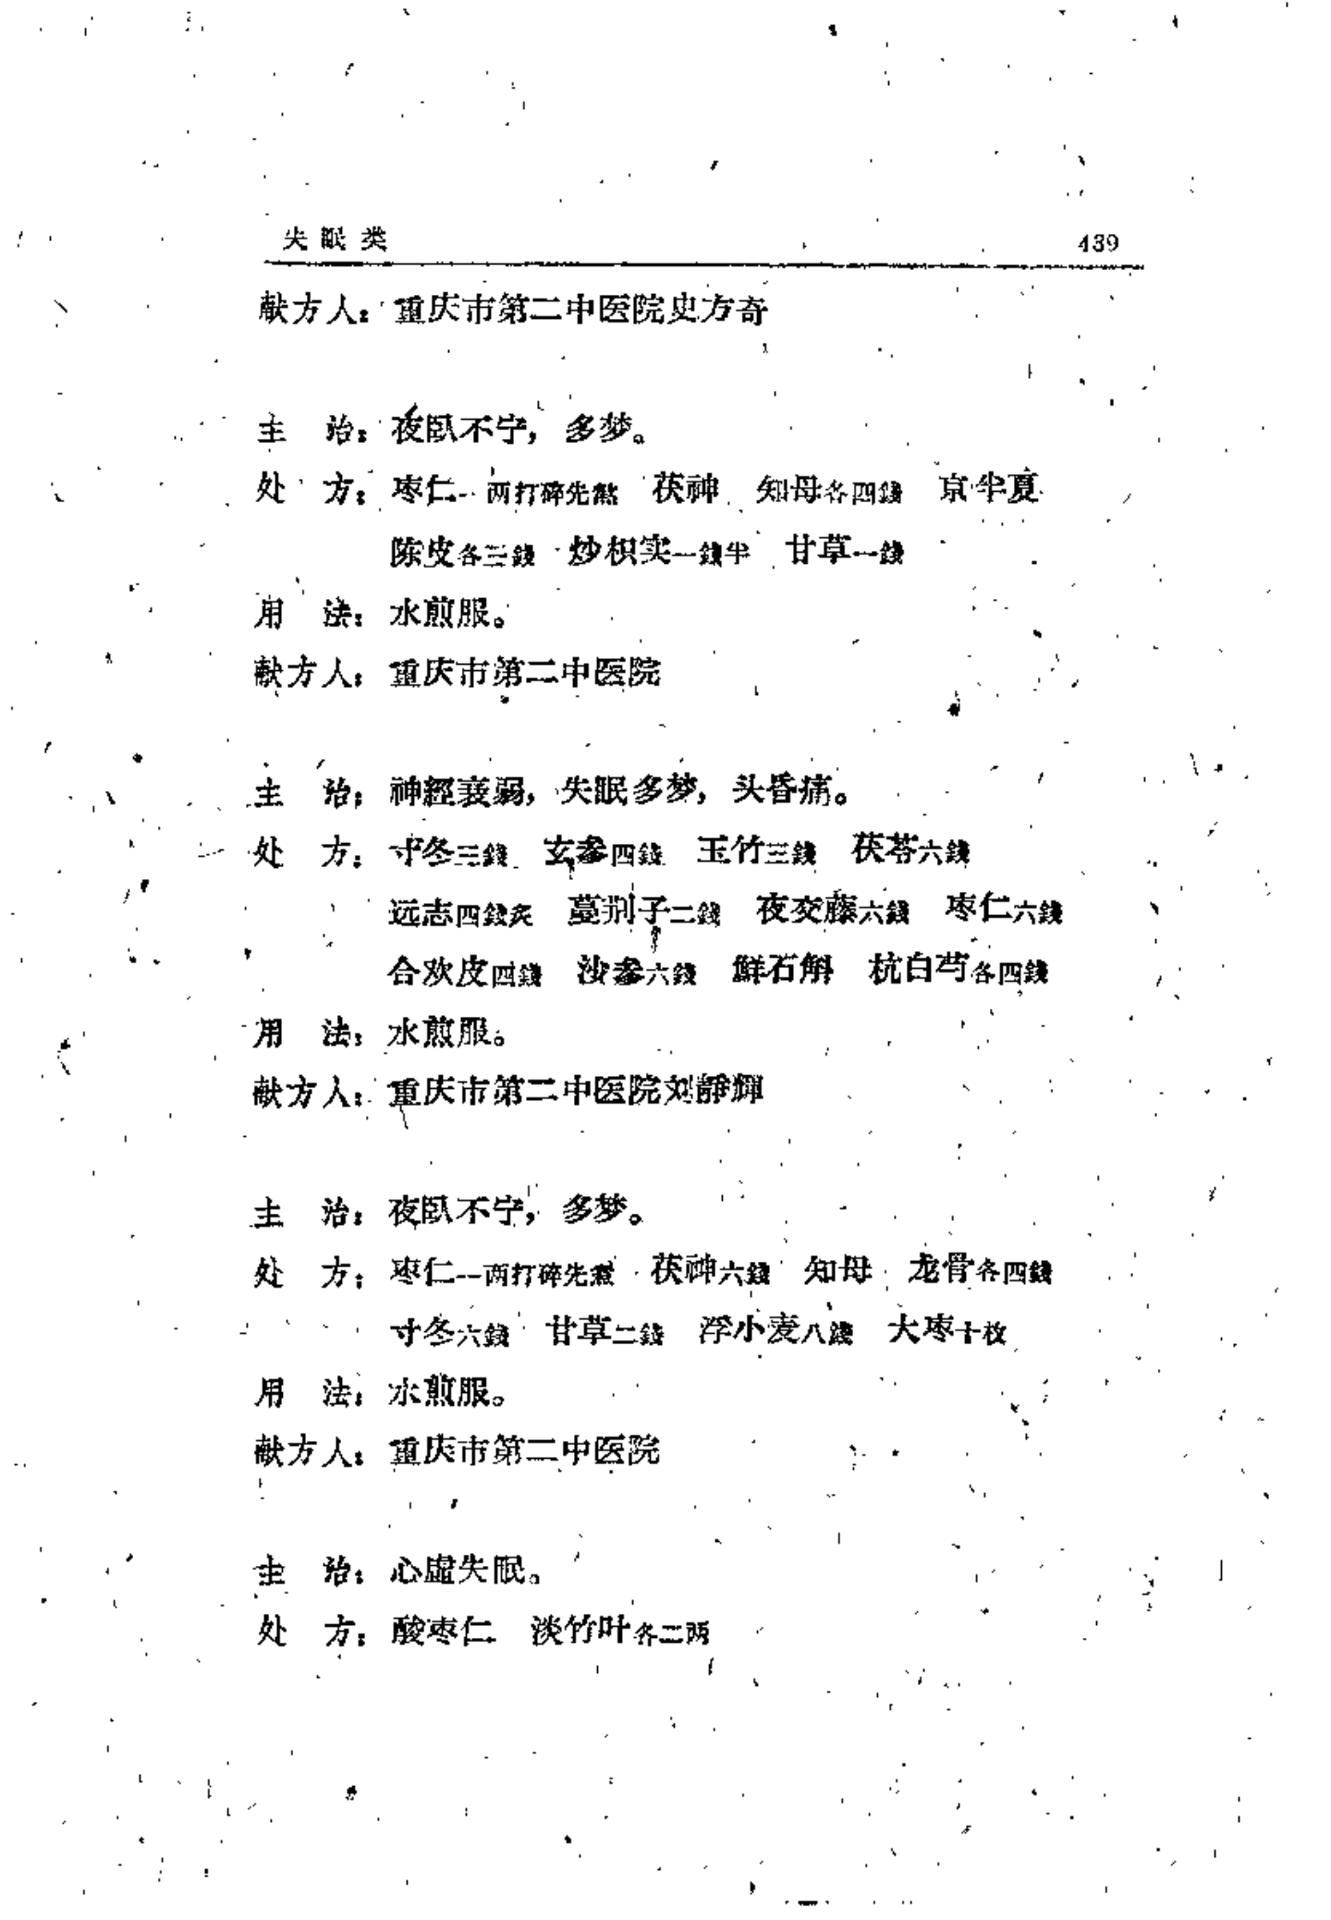 失眠类 439
献方人：重庆市第二中医院史方奇
主　治：夜臥不宁，多梦。
处　方：枣仁一两打碎先煎　茯神　知母各四錢　京半夏
陈皮各三錢　炒枳实一錢半　甘草一錢
用　法：水煎服。
献方人：重庆市第二中医院
主　治：神經衰弱，失眠多梦，头昏痛。
处　方：寸冬三錢　玄参四錢　玉竹三錢　茯苓六錢
远志四錢炙　蔓荆子二錢　夜交藤六錢　枣仁六錢
合欢皮四錢　沙参六錢　鮮石斛　杭白芍各四錢
用　法：水煎服。
献方人：重庆市第二中医院刘靜輝
主　治：夜臥不宁，多梦。
处　方：枣仁一两打碎先煎　茯神六錢　知母　龙骨各四錢
寸冬六錢　甘草二錢　浮小麦八錢　大枣十枚
用　法：水煎服。
献方人：重庆市第二中医院
主　治：心虛失眠。
处　方：酸枣仁　淡竹叶各二两